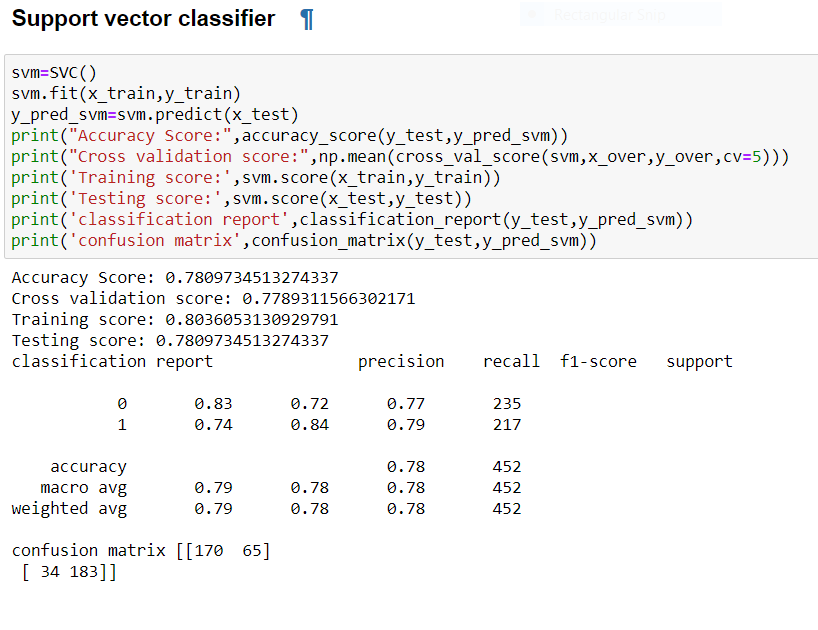 Support vector classifier ¶
Rectangular Snip
svm=SVC()
svm.fit(x_train,y_train)
y_pred_svm=svm.predict(x_test)
print("Accuracy Score:",accuracy_score(y_test,y_pred_svm))
print("Cross validation score:",np.mean(cross_val_score(svm,x_over,y_over,cv=5)))
print('Training score:',svm.score(x_train,y_train))
print('Testing score:',svm.score(x_test,y_test))
print('classification report',classification_report(y_test,y_pred_svm))
print('confusion matrix',confusion_matrix(y_test,y_pred_svm))
Accuracy Score: 0.7809734513274337
Cross validation score: 0.7789311566302171
Training score: 0.8036053130929791
Testing score: 0.7809734513274337
classification report               precision    recall  f1-score   support
           0       0.83      0.72      0.77       235
           1       0.74      0.84      0.79       217
    accuracy                           0.78       452
   macro avg       0.79      0.78      0.78       452
weighted avg       0.79      0.78      0.78       452
confusion matrix [[170  65]
 [ 34 183]]